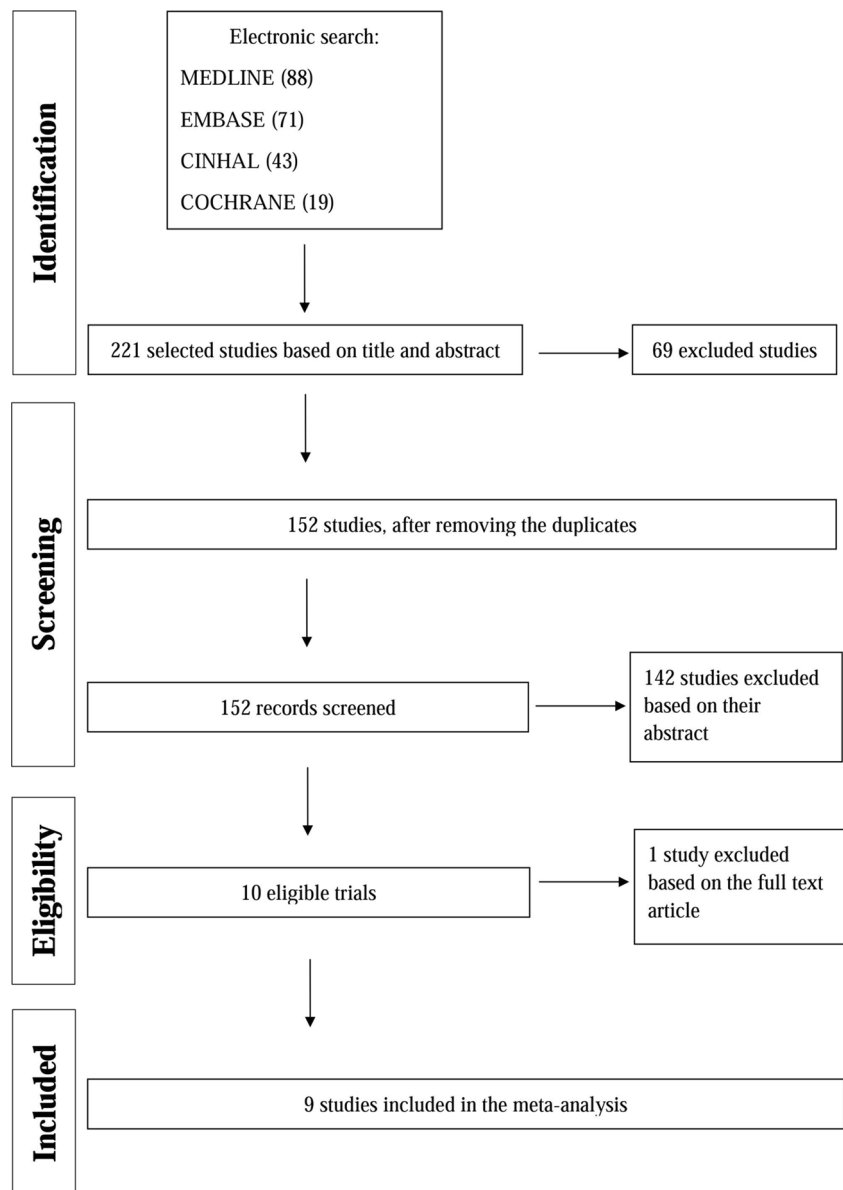 Identification
Electronic search:
MEDLINE (88)
EMBASE (71)
CINHAL (43)
COCHRANE (19)
221 selected studies based on title and abstract
69 excluded studies
Screening
152 studies, after removing the duplicates
152 records screened
142 studies excluded
based on their
abstract
Eligibility
10 eligible trials
1 study excluded
based on the full text
article
Included
9 studies included in the meta-analysis